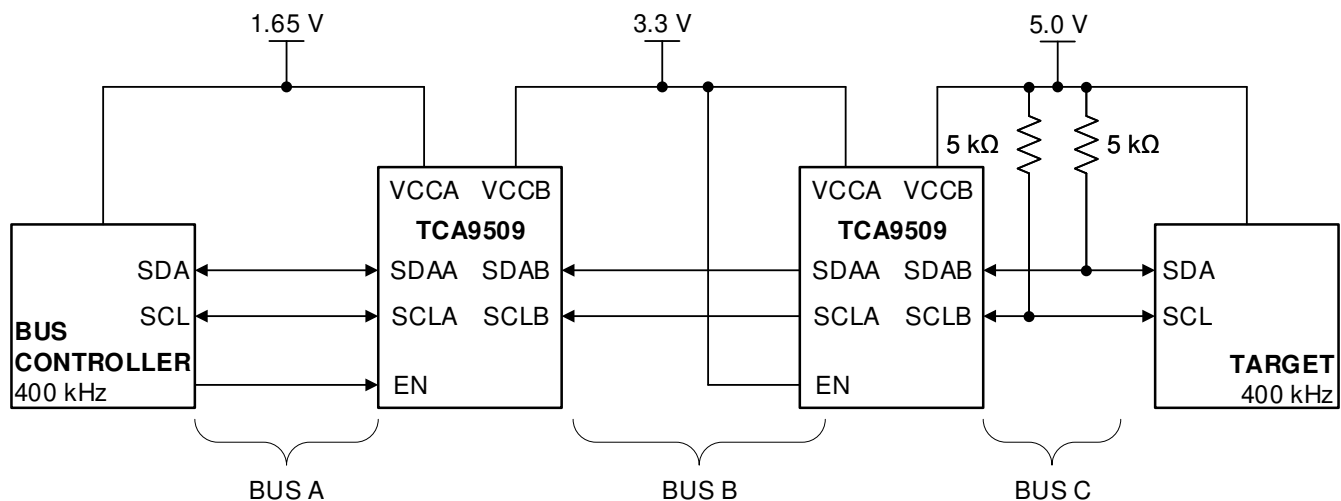 1.65 V
3.3 V
5.0 V
5 kΩ
5 kΩ
VCCA VCCB
VCCA VCCB
TCA9509
TCA9509
SDA
SDAA SDAB
SDAA SDAB
SDA
SCL
SCLA SCLB
SCLA SCLB
SCL
BUS
CONTROLLER
400 kHz
EN
EN
TARGET
400 kHz
BUS A
BUS B
BUS C